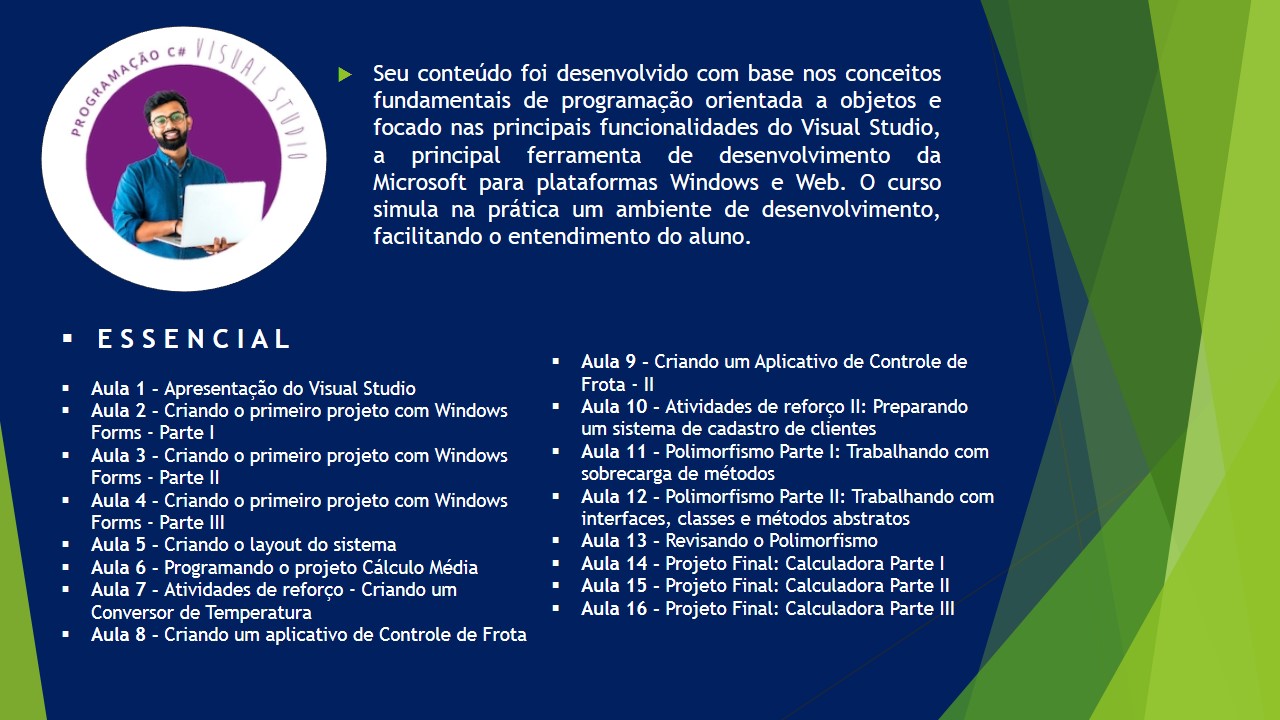 PROGRAMAÇÃO C# VISUAL STUDIO
Seu conteúdo foi desenvolvido com base nos conceitos
fundamentais de programação orientada a objetos e
focado nas principais funcionalidades do Visual Studio,
a principal ferramenta de desenvolvimento da
Microsoft para plataformas Windows e Web. O curso
simula na prática um ambiente de desenvolvimento,
facilitando o entendimento do aluno.
ESSENCIAL
Aula 1 – Apresentação do Visual Studio
Aula 2 – Criando o primeiro projeto com Windows
Forms - Parte I
Aula 3 – Criando o primeiro projeto com Windows
Forms - Parte II
Aula 4 – Criando o primeiro projeto com Windows
Forms - Parte III
Aula 5 – Criando o layout do sistema
Aula 6 – Programando o projeto Cálculo Média
Aula 7 – Atividades de reforço - Criando um
Conversor de Temperatura
Aula 8 – Criando um aplicativo de Controle de Frota
Aula 9 – Criando um Aplicativo de Controle de
Frota - II
Aula 10 – Atividades de reforço II: Preparando
um sistema de cadastro de clientes
Aula 11 – Polimorfismo Parte I: Trabalhando com
sobrecarga de métodos
Aula 12 – Polimorfismo Parte II: Trabalhando com
interfaces, classes e métodos abstratos
Aula 13 – Revisando o Polimorfismo
Aula 14 – Projeto Final: Calculadora Parte I
Aula 15 – Projeto Final: Calculadora Parte II
Aula 16 – Projeto Final: Calculadora Parte III